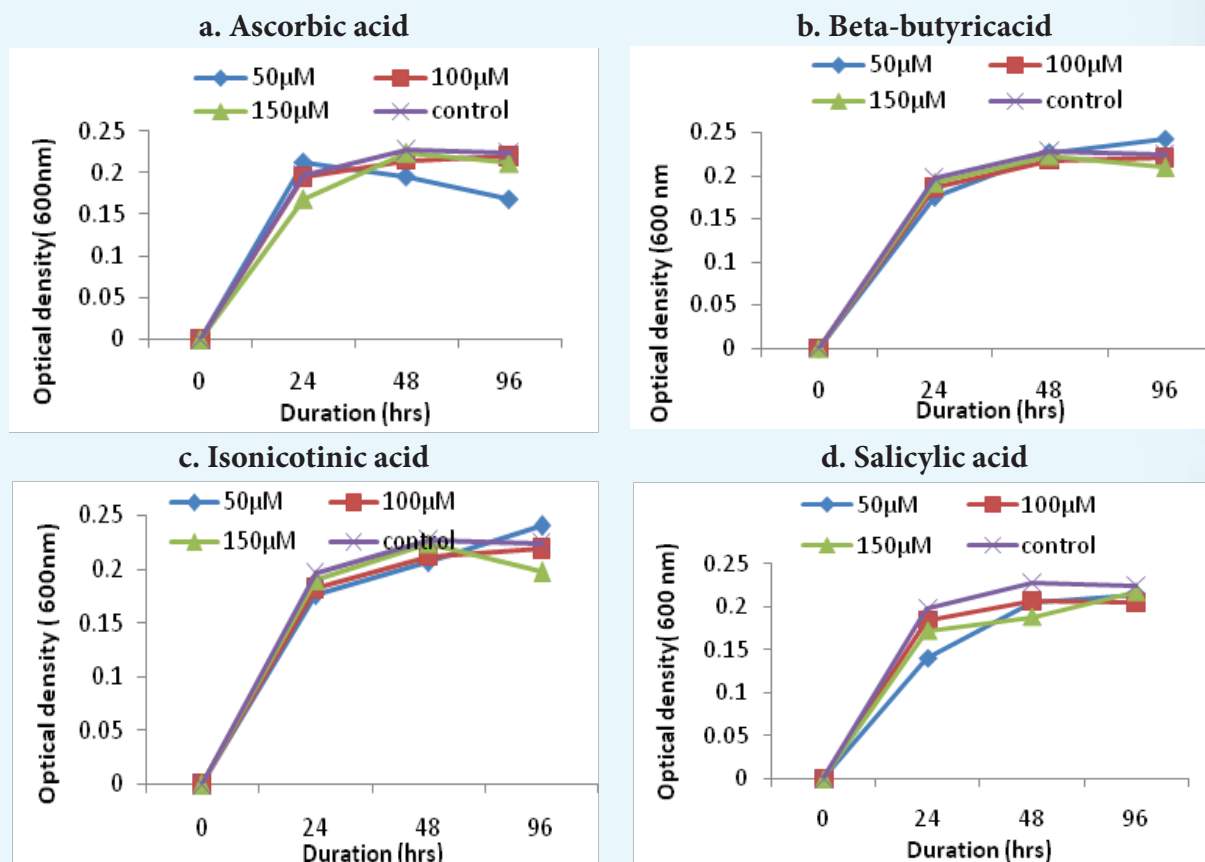 a. Ascorbic acid
50µM
100µM
150µM
control
Optical density( 600nm)
0.25
0.2
0.15
0.1
0.05
0
0
24
48
96
Duration (hrs)
b. Beta-butyricacid
50µM
100µM
150µM
control
Optical density (600 nm
0.25
0.2
0.15
0.1
0.05
0
0
24
48
96
Duration (hrs)
c. Isonicotinic acid
50µM
100µM
150µM
control
Optical density( 600nm)
0.25
0.2
0.15
0.1
0.05
0
0
24
48
96
Duration (hrs)
d. Salicylic acid
50µM
100µM
150µM
control
Optical density( 600 nm)
0.25
0.2
0.15
0.1
0.05
0
0
24
48
96
Duration (hrs)